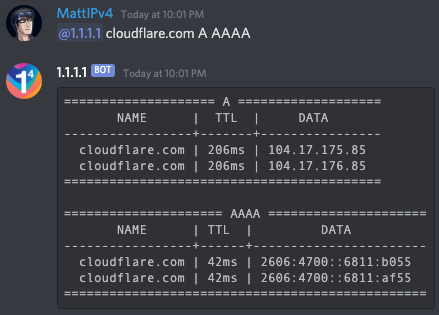 MattIPv4 Today at 10:01 PM
@1.1.1.1 cloudflare.com A AAAA
1⁴
1.1.1.1 BOT Today at 10:01 PM
==================== A ===================
NAME | TTL | DATA
-----------------+-------+----------------
cloudflare.com | 206ms | 104.17.175.85
cloudflare.com | 206ms | 104.17.176.85
==========================================
===================== AAAA =====================
NAME | TTL | DATA
-----------------+------+-----------------------
cloudflare.com | 42ms | 2606:4700::6811:b055
cloudflare.com | 42ms | 2606:4700::6811:af55
================================================